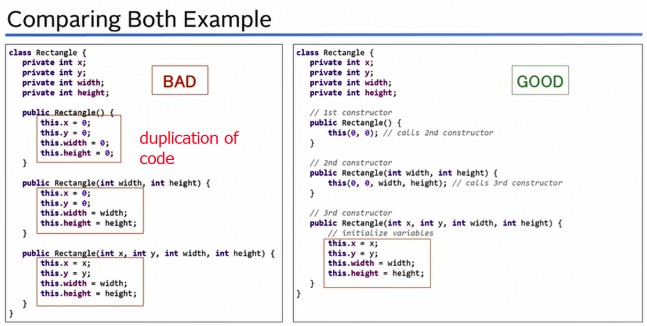 Comparing Both Example
class Rectangle {
private int x;
private int y;
private int width;
private int height;
BAD
public Rectangle() {
this.x = 0;
this.y = 0;
this.width = 0;
this.height = 0;
}
duplication of
code
public Rectangle(int width, int height) {
this.x = 0;
this.y = 0;
this.width = width;
this.height = height;
}
public Rectangle(int x, int y, int width, int height) {
this.x = x;
this.y = y;
this.width = width;
this.height = height;
}
}
class Rectangle {
private int x;
private int y;
private int width;
private int height;
GOOD
// 1st constructor
public Rectangle() {
this(0, 0); // calls 2nd constructor
}
// 2nd constructor
public Rectangle(int width, int height) {
this(0, 0, width, height); // calls 3rd constructor
}
// 3rd constructor
public Rectangle(int x, int y, int width, int height) {
// initialize variables
this.x = x;
this.y = y;
this.width = width;
this.height = height;
}
}